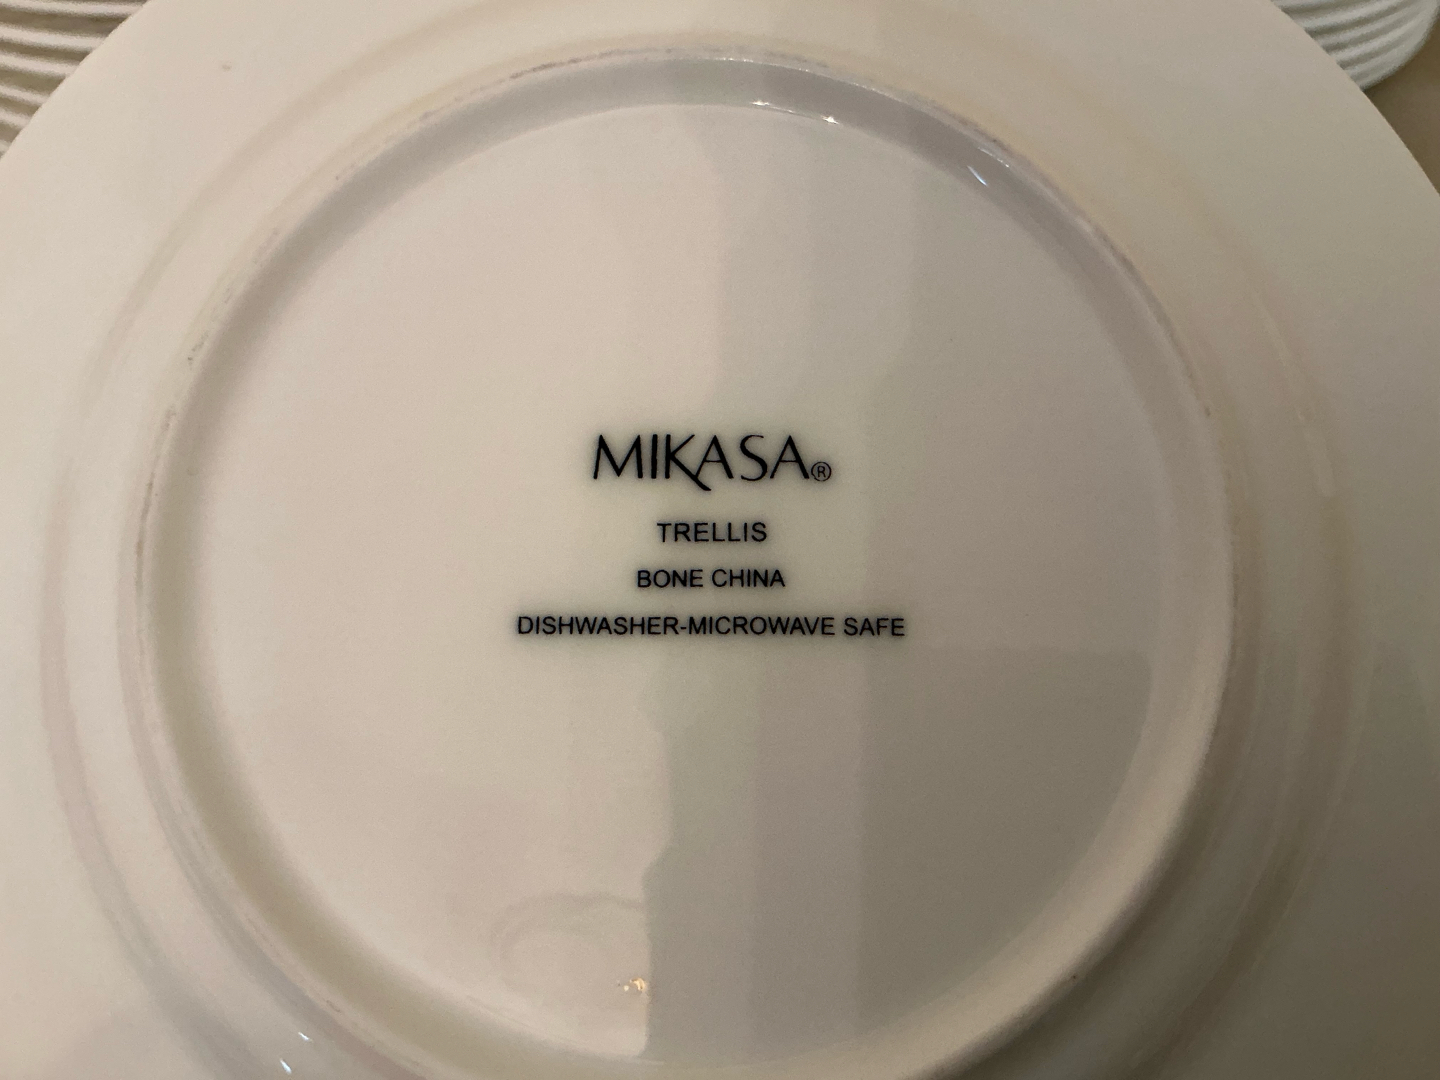 MIKASA®
TRELLIS
BONE CHINA
DISHWASHER-MICROWAVE SAFE